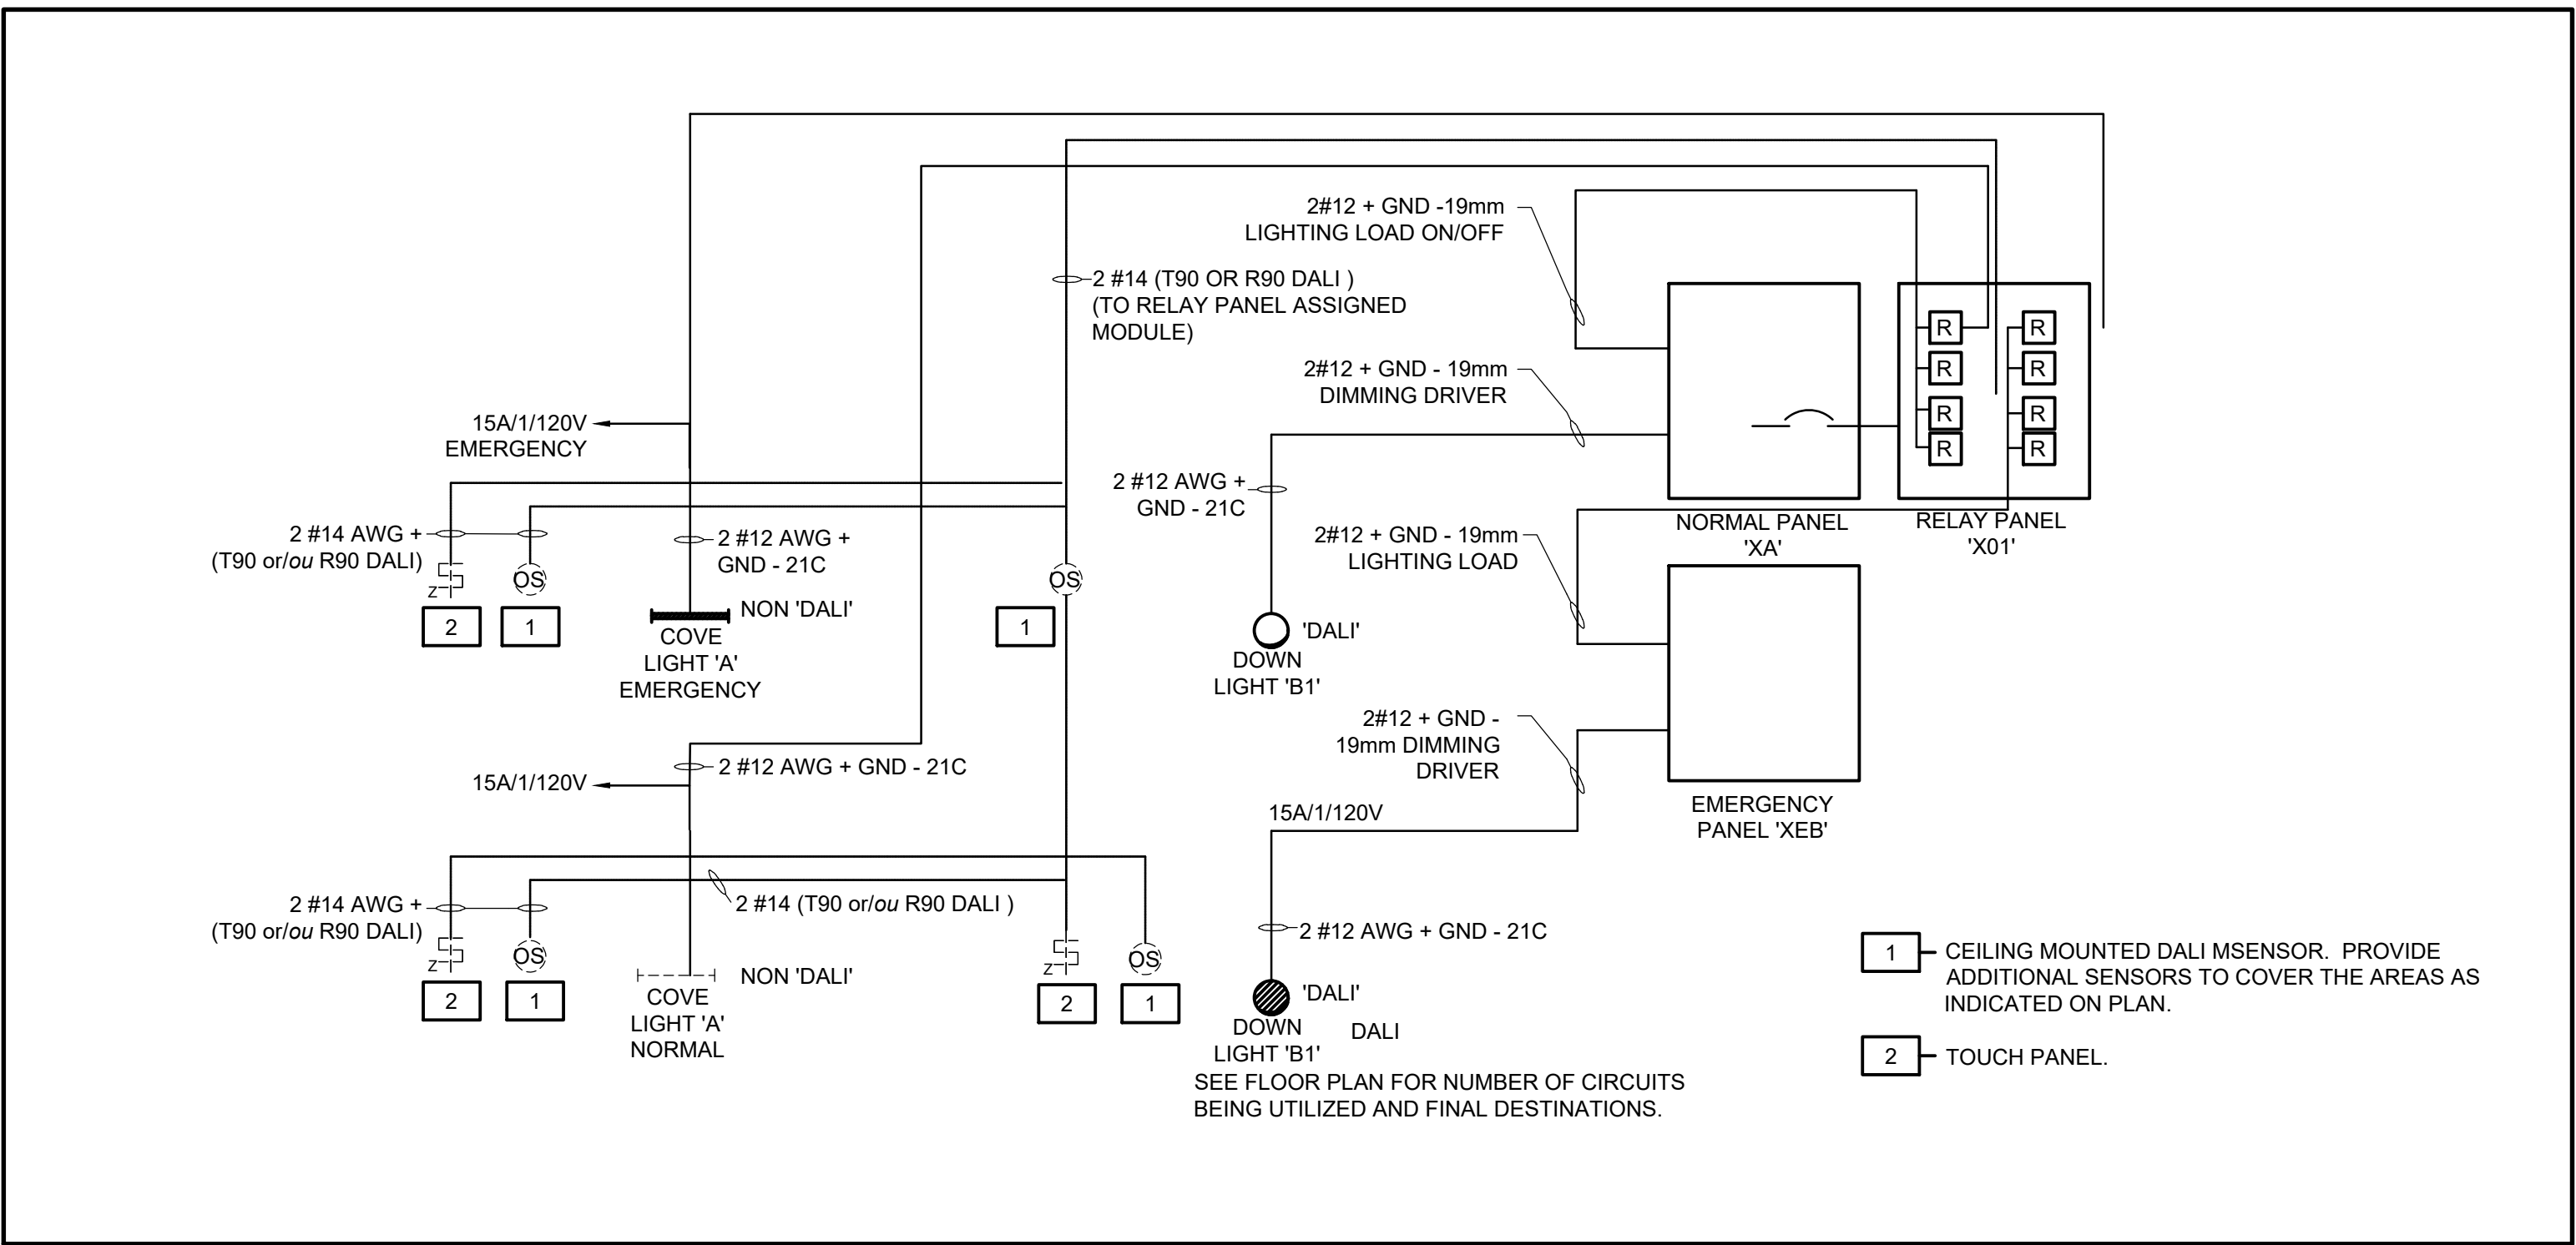 2#12 + GND -19mm
LIGHTING LOAD ON/OFF
2 #14 (T90 OR R90 DALI )
(TO RELAY PANEL ASSIGNED
MODULE)
R
R
R
R
R
R
R
R
2#12 + GND - 19mm
DIMMING DRIVER
15A/1/120V
EMERGENCY
2 #12 AWG +
GND - 21C
NORMAL PANEL
'XA'
RELAY PANEL
'X01'
2 #14 AWG +
(T90 or/ou R90 DALI)
2 #12 AWG +
GND - 21C
2#12 + GND - 19mm
LIGHTING LOAD
Z
OS
OS
2
1
NON 'DALI'
COVE
LIGHT 'A'
EMERGENCY
1
'DALI'
DOWN
LIGHT 'B1'
2#12 + GND -
19mm DIMMING
DRIVER
2 #12 AWG + GND - 21C
15A/1/120V
15A/1/120V
EMERGENCY
PANEL 'XEB'
2 #14 AWG +
(T90 or/ou R90 DALI)
2 #14 (T90 or/ou R90 DALI )
2 #12 AWG + GND - 21C
Z
OS
Z
OS
2
1
NON 'DALI'
COVE
LIGHT 'A'
NORMAL
2
1
'DALI'
DOWN
LIGHT 'B1'
DALI
SEE FLOOR PLAN FOR NUMBER OF CIRCUITS
BEING UTILIZED AND FINAL DESTINATIONS.
1
CEILING MOUNTED DALI MSENSOR. PROVIDE
ADDITIONAL SENSORS TO COVER THE AREAS AS
INDICATED ON PLAN.
2
TOUCH PANEL.